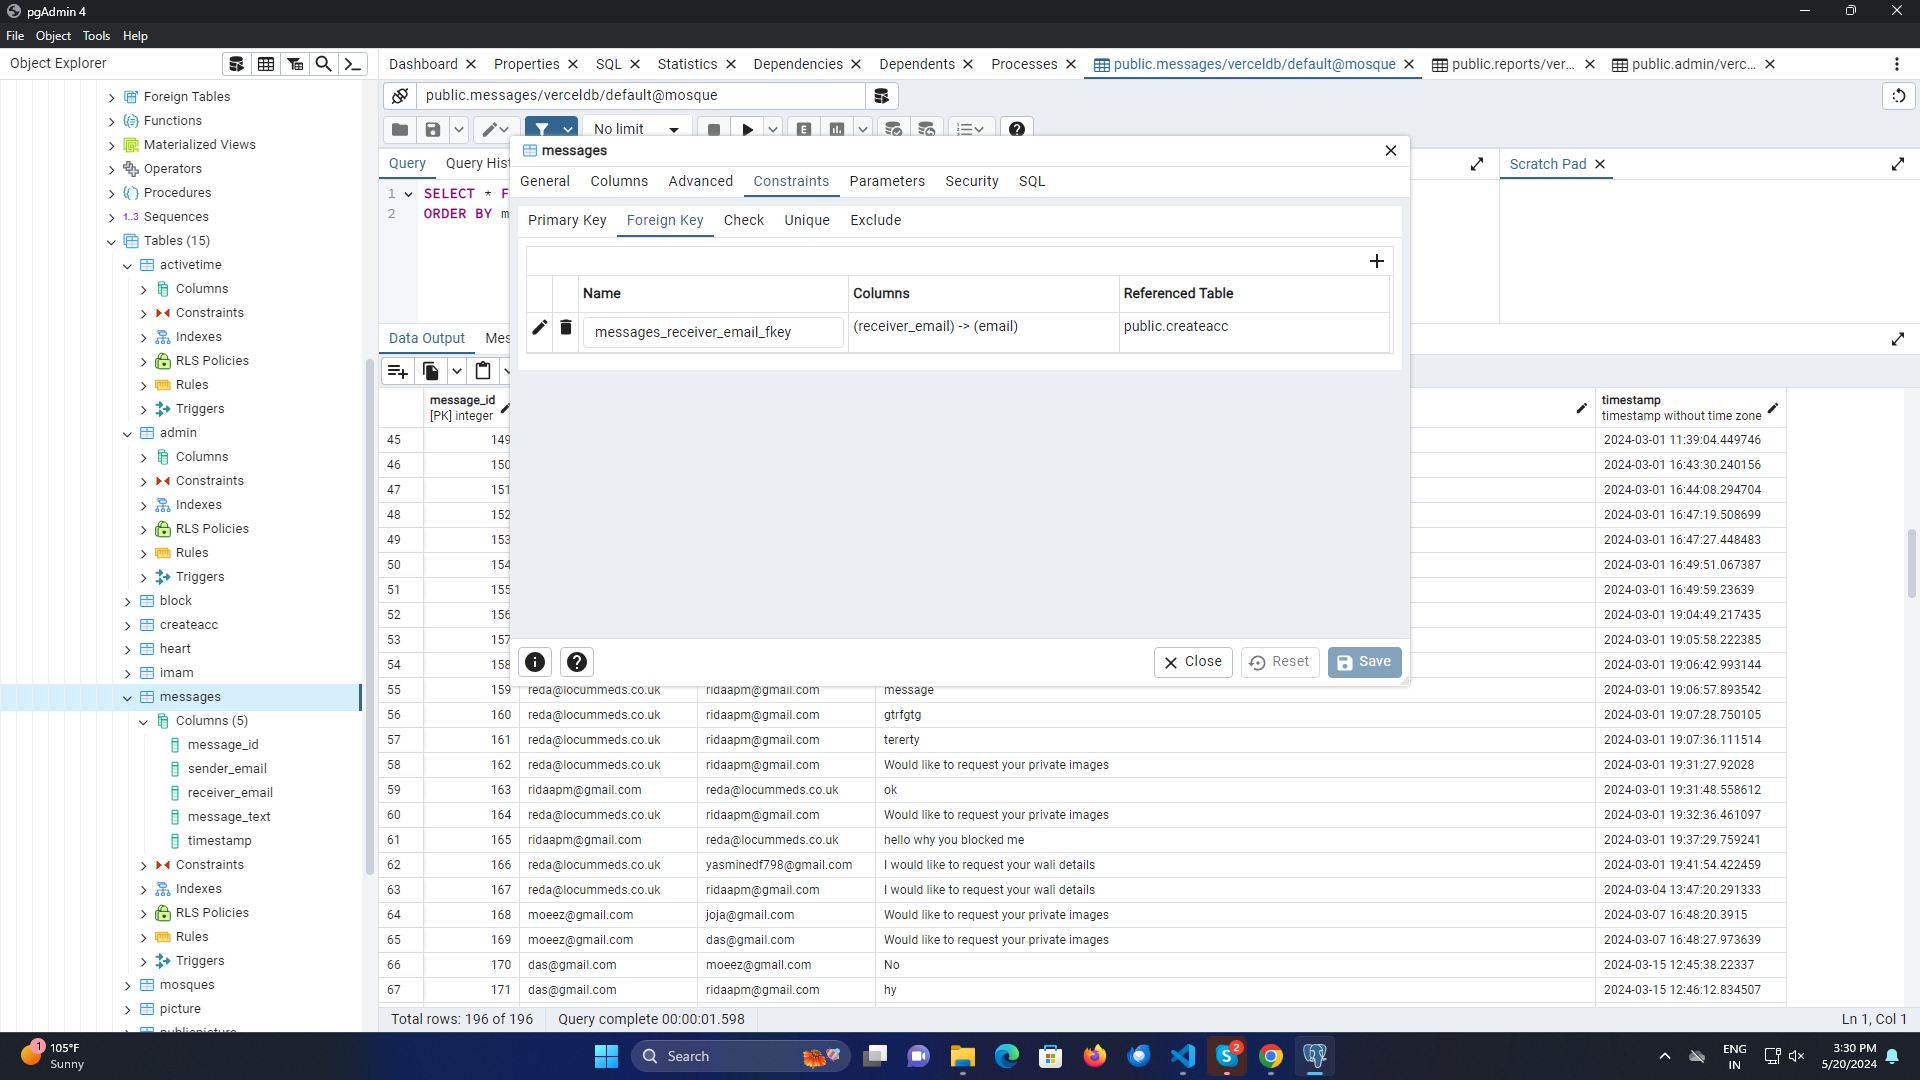 pgAdmin 4
File Object Tools Help
Object Explorer
Dashboard Properties SQL Statistics Dependencies Dependents Processes public.messages/verceldb/default@mosque public.reports/ver... public.admin/verc...
public.messages/verceldb/default@mosque
No limit
Foreign Tables
Functions
Materialized Views
Operators
Procedures
1..3 Sequences
Tables (15)
activetime
Columns
Constraints
Indexes
RLS Policies
Rules
Triggers
admin
Columns
Constraints
Indexes
RLS Policies
Rules
Triggers
block
createacc
heart
imam
messages
Columns (5)
message_id
sender_email
receiver_email
message_text
timestamp
Constraints
Indexes
RLS Policies
Rules
Triggers
mosques
picture
publicpicture
Query Query Hist
Scratch Pad
1 SELECT * F
2 ORDER BY m
messages
General Columns Advanced Constraints Parameters Security SQL
Primary Key Foreign Key Check Unique Exclude
Name Columns Referenced Table
messages_receiver_email_fkey (receiver_email) -> (email) public.createacc
Close Reset Save
Data Output Mes
message_id
[PK] integer
timestamp
timestamp without time zone
45 149 2024-03-01 11:39:04.449746
46 150 2024-03-01 16:43:30.240156
47 151 2024-03-01 16:44:08.294704
48 152 2024-03-01 16:47:19.508699
49 153 2024-03-01 16:47:27.448483
50 154 2024-03-01 16:49:51.067387
51 155 2024-03-01 16:49:59.23639
52 156 2024-03-01 19:04:49.217435
53 157 2024-03-01 19:05:58.222385
54 158 2024-03-01 19:06:42.993144
55 159 reda@locummeds.co.uk ridaapm@gmail.com message 2024-03-01 19:06:57.893542
56 160 reda@locummeds.co.uk ridaapm@gmail.com gtrfgtg 2024-03-01 19:07:28.750105
57 161 reda@locummeds.co.uk ridaapm@gmail.com tererty 2024-03-01 19:07:36.111514
58 162 reda@locummeds.co.uk ridaapm@gmail.com Would like to request your private images 2024-03-01 19:31:27.92028
59 163 ridaapm@gmail.com reda@locummeds.co.uk ok 2024-03-01 19:31:48.558612
60 164 reda@locummeds.co.uk ridaapm@gmail.com Would like to request your private images 2024-03-01 19:32:36.461097
61 165 ridaapm@gmail.com reda@locummeds.co.uk hello why you blocked me 2024-03-01 19:37:29.759241
62 166 reda@locummeds.co.uk yasminedf798@gmail.com I would like to request your wali details 2024-03-01 19:41:54.422459
63 167 reda@locummeds.co.uk ridaapm@gmail.com I would like to request your wali details 2024-03-04 13:47:20.291333
64 168 moeez@gmail.com joja@gmail.com Would like to request your private images 2024-03-07 16:48:20.3915
65 169 moeez@gmail.com das@gmail.com Would like to request your private images 2024-03-07 16:48:27.973639
66 170 das@gmail.com moeez@gmail.com No 2024-03-15 12:45:38.22337
67 171 das@gmail.com ridaapm@gmail.com hy 2024-03-15 12:46:12.834507
Total rows: 196 of 196 Query complete 00:00:01.598 Ln 1, Col 1
1 105°F
Sunny
Search
2
ENG
IN
3:30 PM
5/20/2024